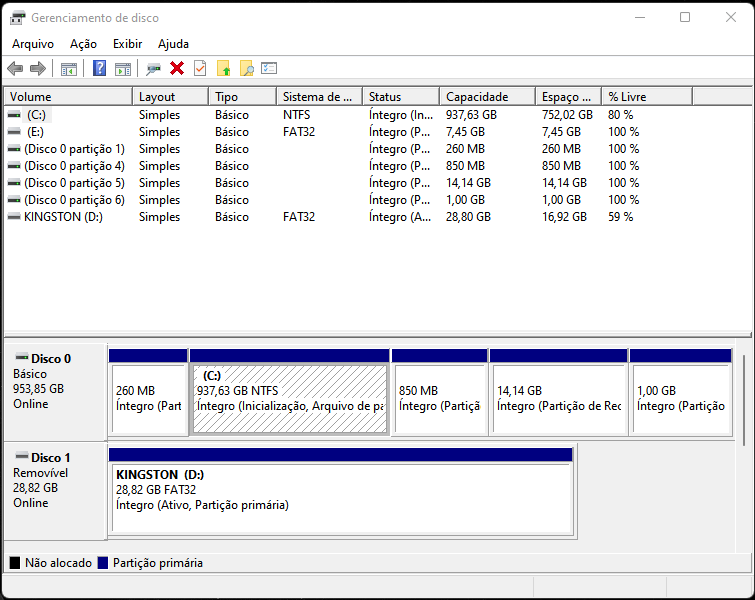 Gerenciamento de disco
Arquivo Ação Exibir Ajuda
Volume Layout Tipo Sistema de ... Status Capacidade Espaço ... % Livre
(C:) Simples Básico NTFS Íntegro (In... 937,63 GB 752,02 GB 80 %
(E:) Simples Básico FAT32 Íntegro (P... 7,45 GB 7,45 GB 100 %
(Disco 0 partição 1) Simples Básico Íntegro (P... 260 MB 260 MB 100 %
(Disco 0 partição 4) Simples Básico Íntegro (P... 850 MB 850 MB 100 %
(Disco 0 partição 5) Simples Básico Íntegro (P... 14,14 GB 14,14 GB 100 %
(Disco 0 partição 6) Simples Básico Íntegro (P... 1,00 GB 1,00 GB 100 %
KINGSTON (D:) Simples Básico FAT32 Íntegro (A... 28,80 GB 16,92 GB 59 %
Disco 0
Básico
953,85 GB
Online
260 MB
Íntegro (Part
(C:)
937,63 GB NTFS
Íntegro (Inicialização, Arquivo de pa
850 MB
Íntegro (Partiçã
14,14 GB
Íntegro (Partição de Rec
1,00 GB
Íntegro (Partição
Disco 1
Removível
28,82 GB
Online
KINGSTON (D:)
28,82 GB FAT32
Íntegro (Ativo, Partição primária)
Não alocado Partição primária